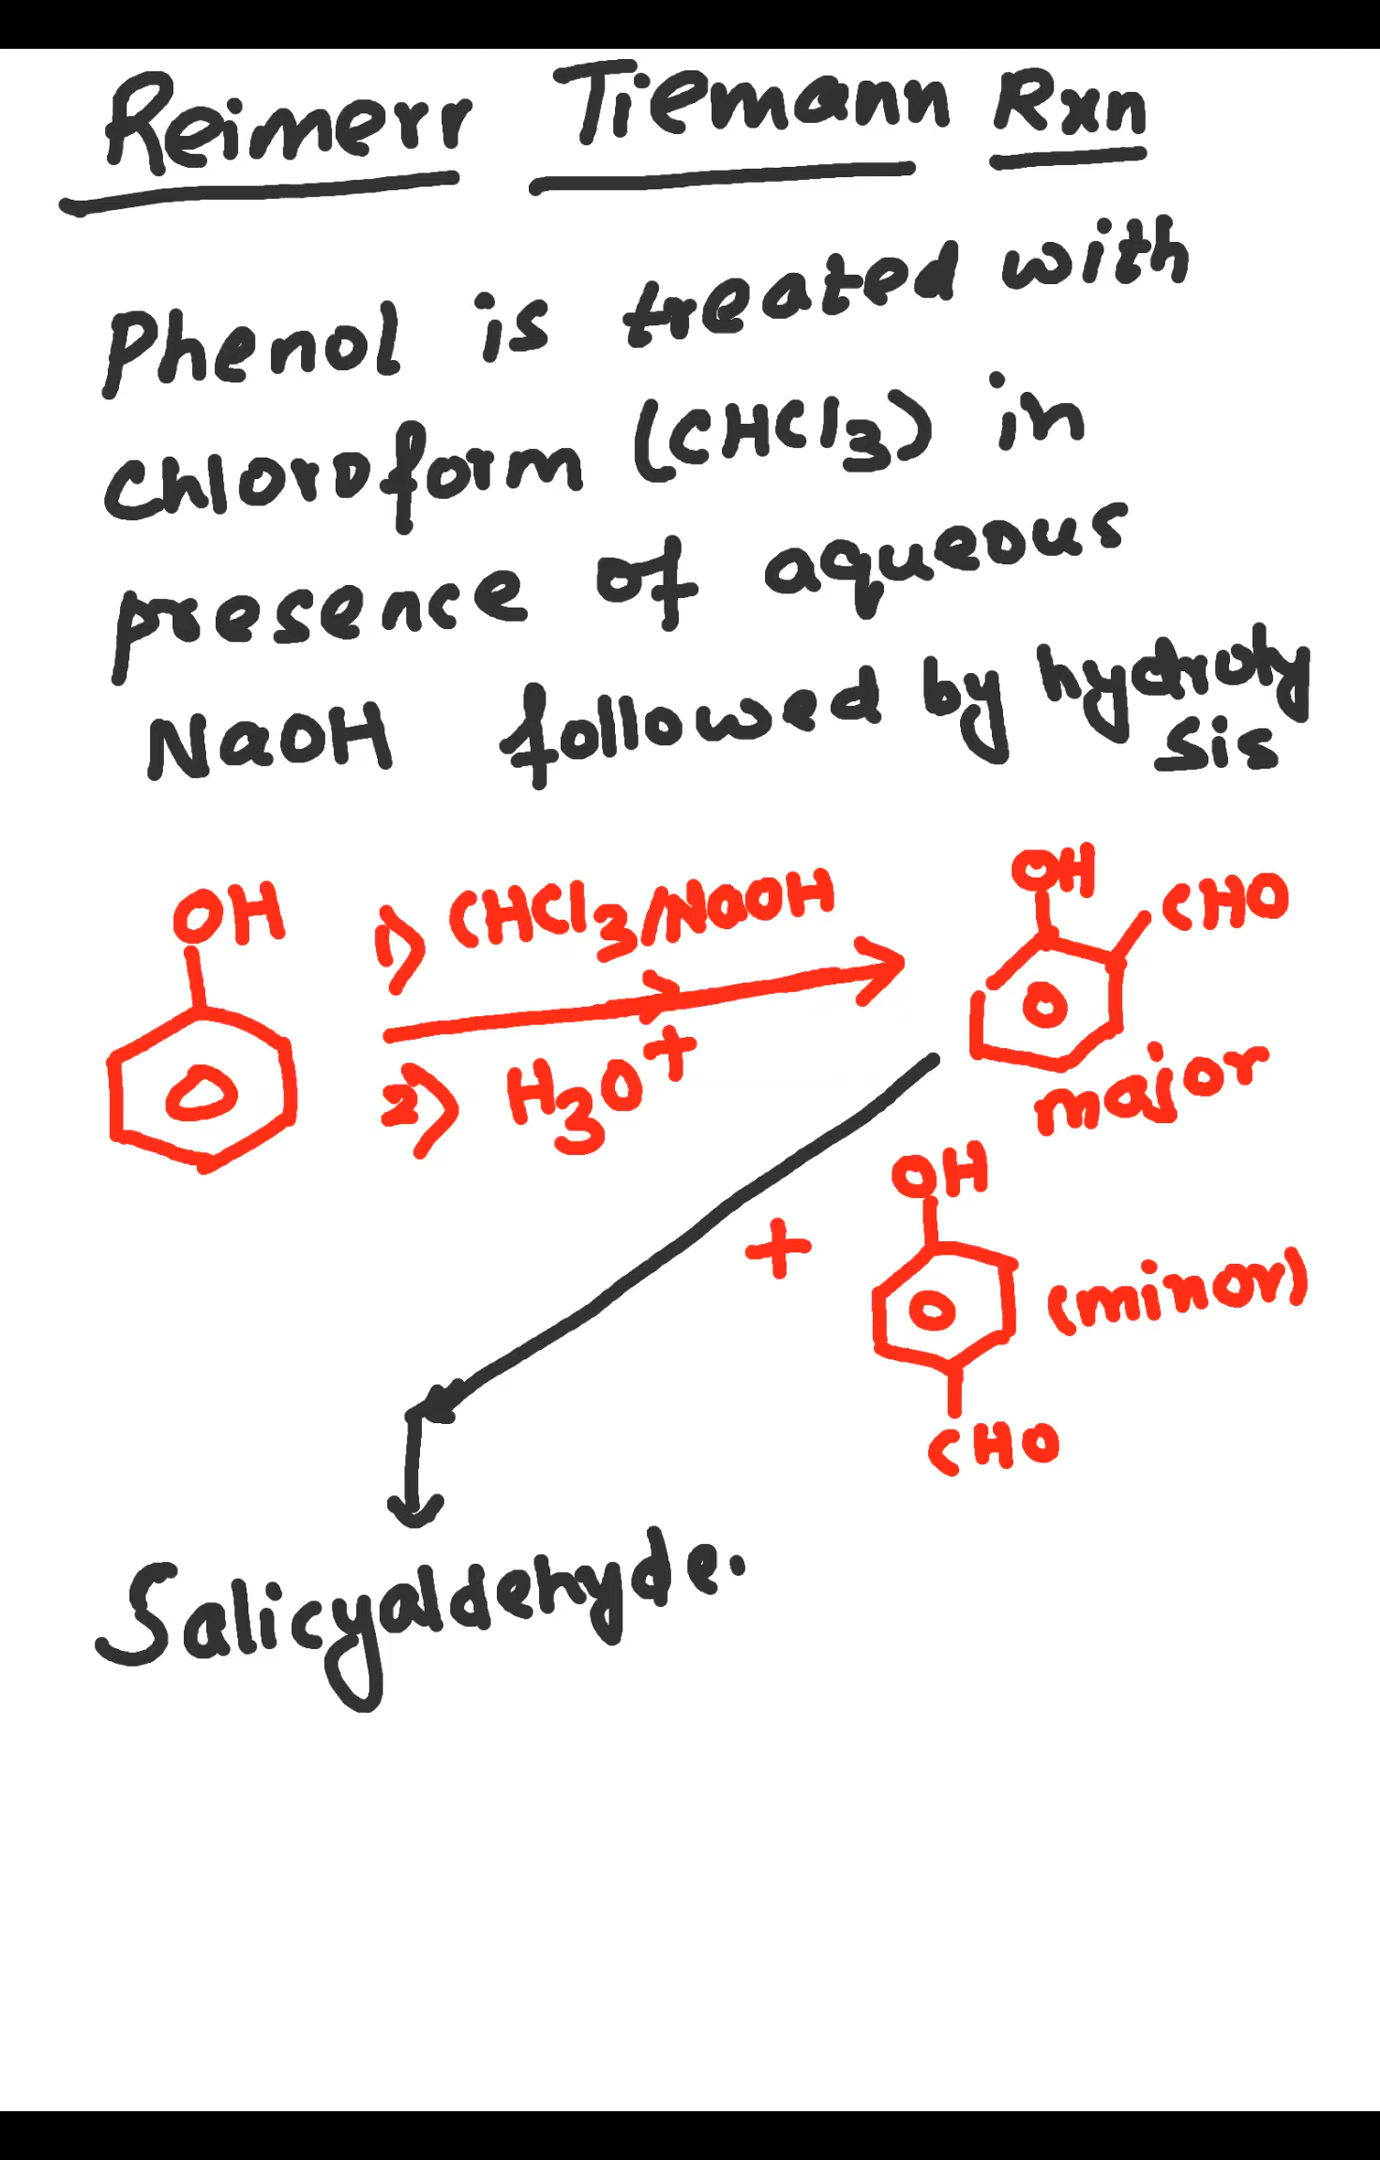 Reimerr Tiemann Rxn
Phenol is treated with
Chloroform (CHCl3) in
presence of aqueous
NaOH followed by hydroly
sis
OH
1) CHCl3/NaOH
2) H3O+
OH
CHO
major
+
OH
(minor)
CHO
Salicyaldehyde.